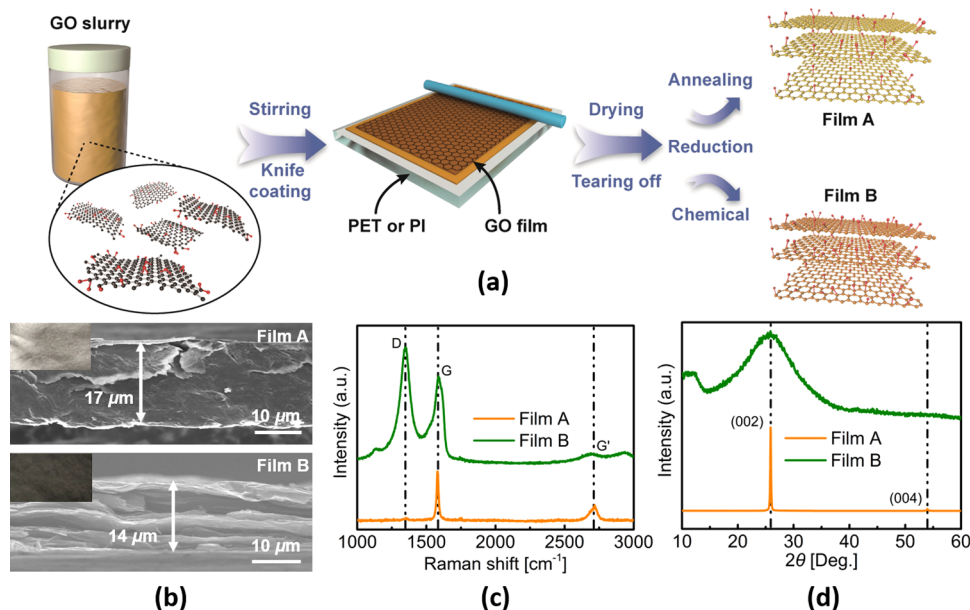 GO slurry
Stirring
Knife
coating
PET or PI
GO film
Drying
Tearing off
Annealing
Reduction
Chemical
Film A
Film B
(a)
Film A
17 µm
10 µm
Film B
14 µm
10 µm
(b)
Intensity (a.u.)
D
G
G'
Film A
Film B
1000 1500 2000 2500 3000
Raman shift [cm⁻¹]
(c)
Intensity (a.u.)
(002)
Film A
Film B
(004)
10 20 30 40 50 60
2θ [Deg.]
(d)